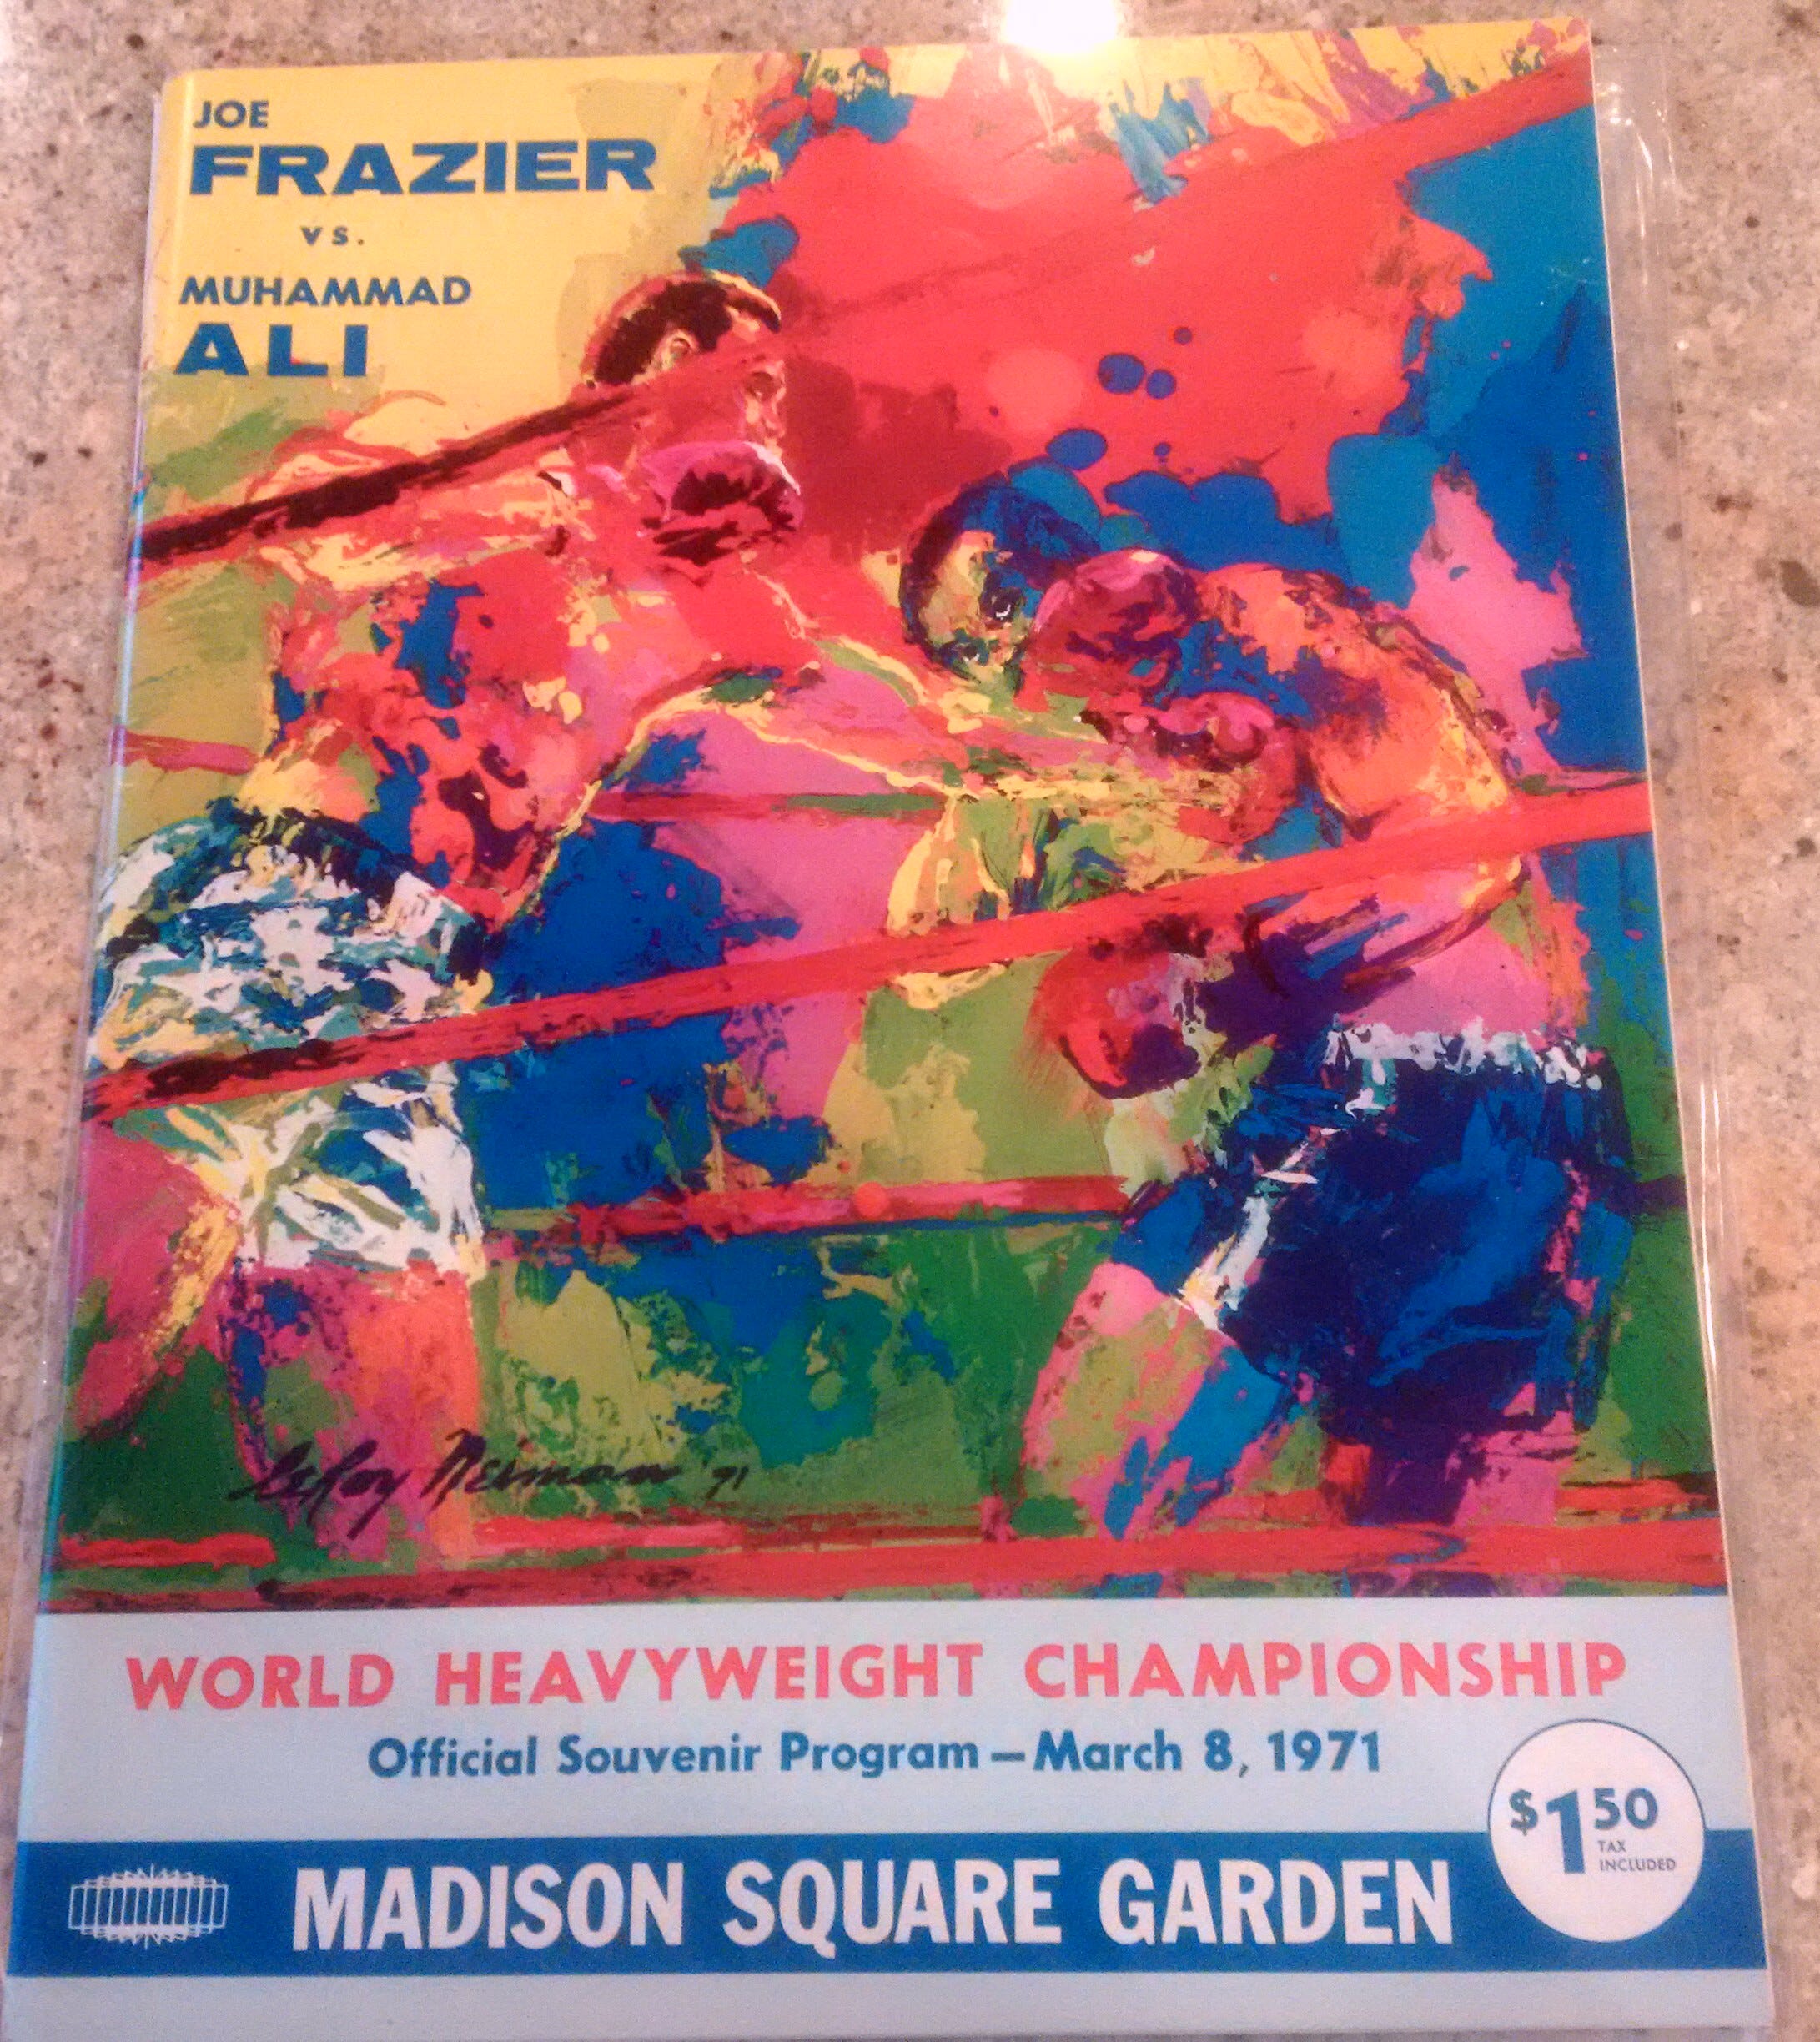 JOE
FRAZIER
vs.
MUHAMMAD
ALI
LeRoy Neiman '71
WORLD HEAVYWEIGHT CHAMPIONSHIP
Official Souvenir Program — March 8, 1971
$1 50
TAX
INCLUDED
MADISON SQUARE GARDEN